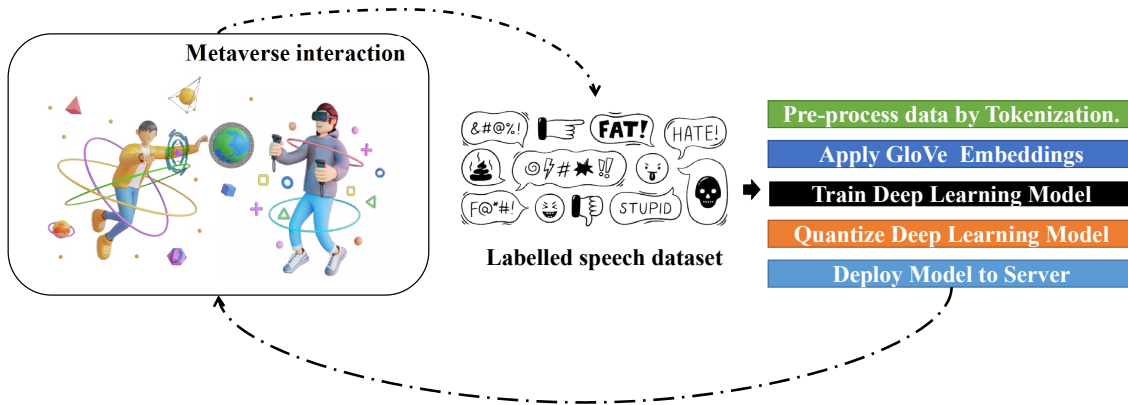 Metaverse interaction
&#@%!
FAT!
HATE!
@⚡#✱!!
F@*#!
STUPID
Labelled speech dataset
Pre-process data by Tokenization.
Apply GloVe Embeddings
Train Deep Learning Model
Quantize Deep Learning Model
Deploy Model to Server